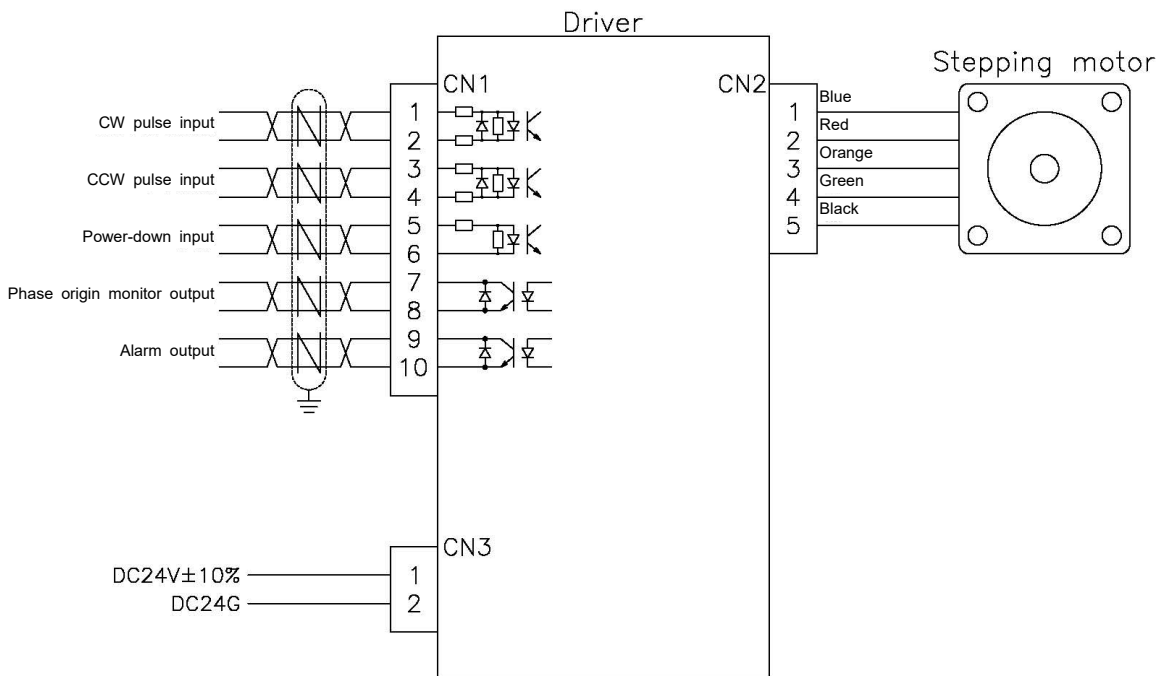 Driver
Stepping motor
CN1
CN2
CW pulse input
CCW pulse input
Power-down input
Phase origin monitor output
Alarm output
1
2
3
4
5
6
7
8
9
10
1
2
3
4
5
Blue
Red
Orange
Green
Black
CN3
DC24V±10%
DC24G
1
2